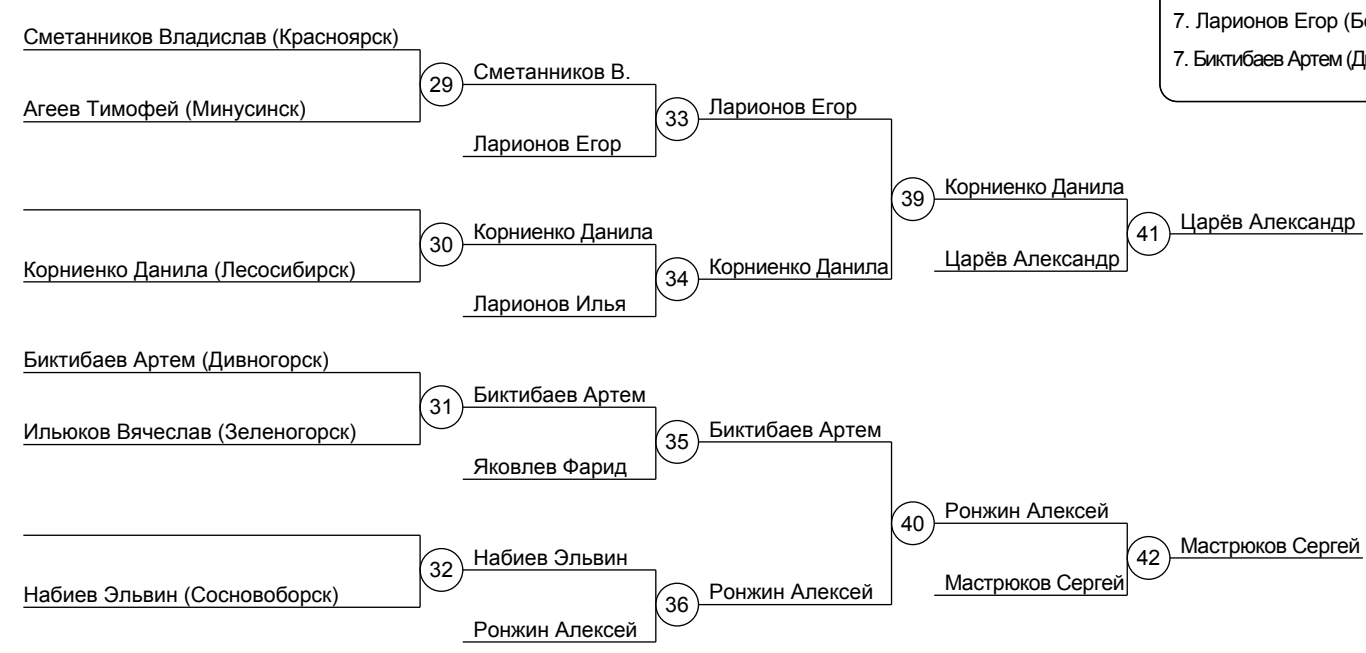 7. Ларионов Егор
7. Биктибаев Артем
Сметанников Владислав (Красноярск)
29
Сметанников В.
Агеев Тимофей (Минусинск)
33
Ларионов Егор
Ларионов Егор
39
Корниенко Данила
30
Корниенко Данила
41
Царёв Александр
Корниенко Данила (Лесосибирск)
34
Корниенко Данила
Царёв Александр
Ларионов Илья
Биктибаев Артем (Дивногорск)
31
Биктибаев Артем
Ильюков Вячеслав (Зеленогорск)
35
Биктибаев Артем
Яковлев Фарид
40
Ронжин Алексей
32
Набиев Эльвин
42
Мастрюков Сергей
Набиев Эльвин (Сосновоборск)
36
Ронжин Алексей
Мастрюков Сергей
Ронжин Алексей